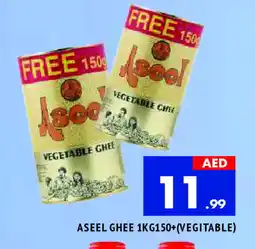 FREE 150g
Aseel
VEGETABLE GHEE
FREE 150g
Aseel
VEGETABLE GHEE
AED
11.99
ASEEL GHEE 1KG150+(VEGITABLE)